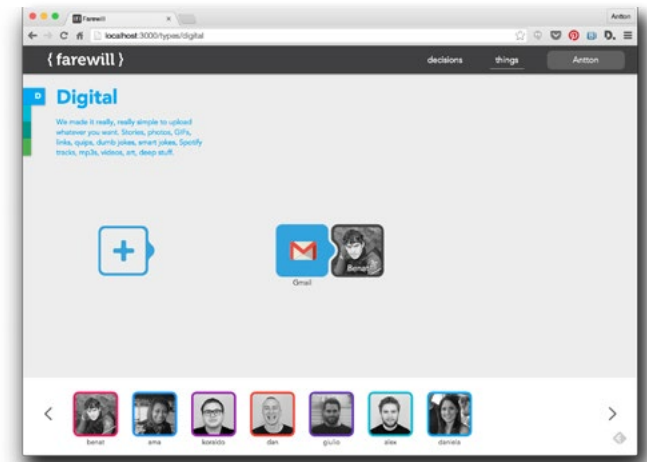 Farewill
Antton
localhost:3000/types/digital
{ farewill }
decisions
things
Antton
D
Digital
We made it really, really simple to upload
whatever you want. Stories, photos, GIFs,
links, quips, dumb jokes, smart jokes, Spotify
tracks, mp3s, videos, art, deep stuff.
Benat
Gmail
benat
ama
korsido
dan
giulio
alex
daniela